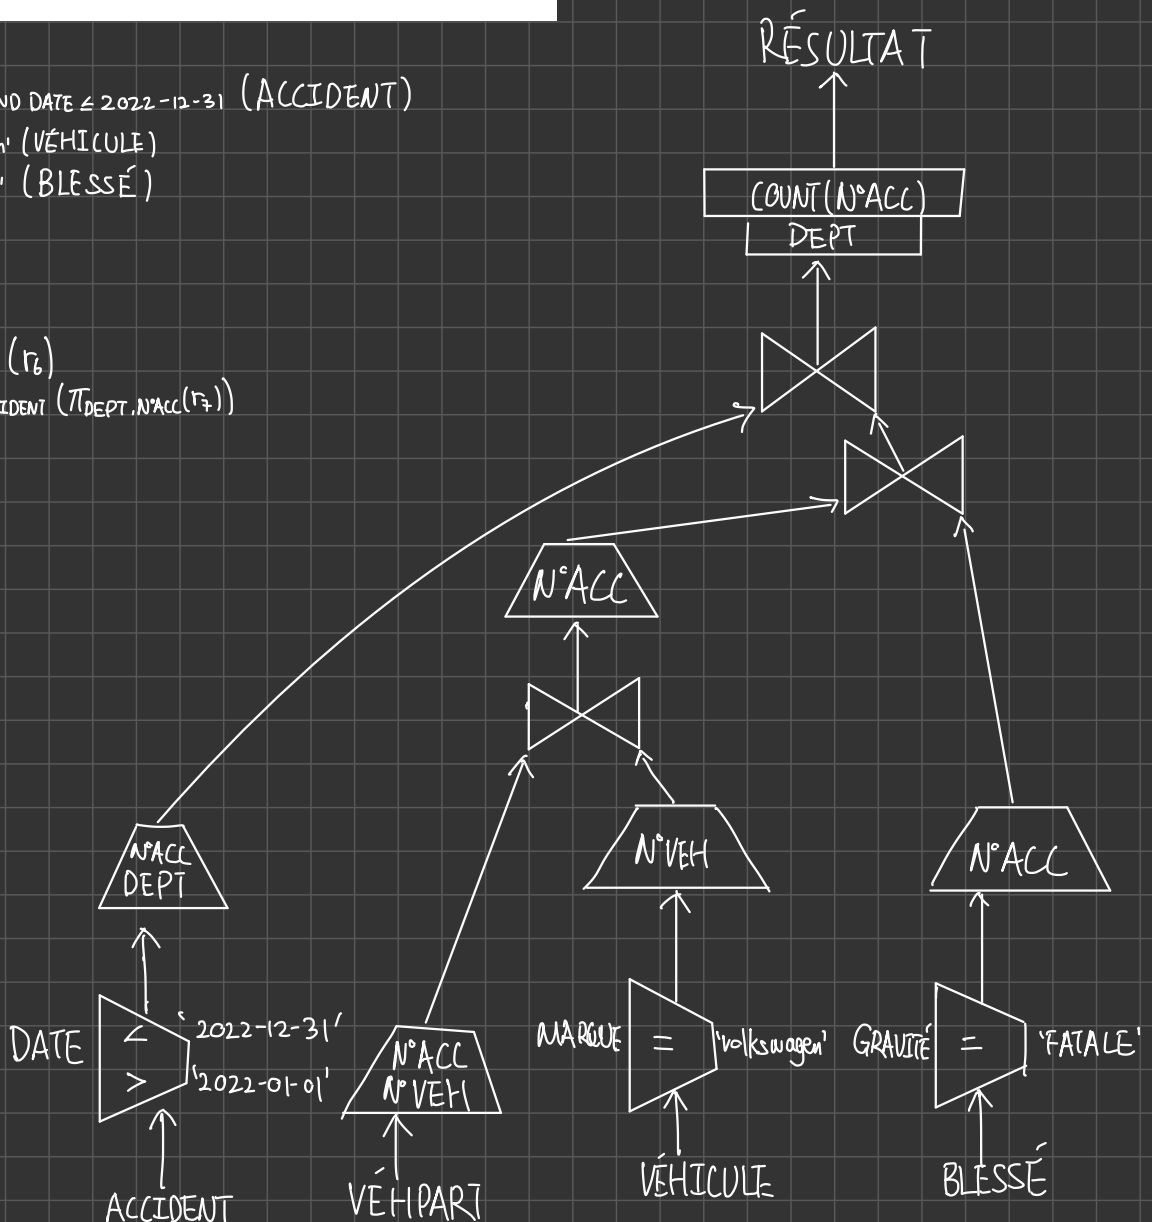 RÉSULTAT
ND DATE ≤ 2022-12-31 (ACCIDENT)
(VÉHICULE)
(BLESSÉ)
COUNT(N°ACC)
DEPT
(r6)
IDENT (πDEPT, N°ACC(r7))
N°ACC
N°ACC
DEPT
N°VEH
N°ACC
DATE < '2022-12-31'
> '2022-01-01'
N°ACC
N°VEH
MARQUE = 'volkswagen'
GRAVITÉ = 'FATALE'
ACCIDENT
VÉHPART
VÉHICULE
BLESSÉ